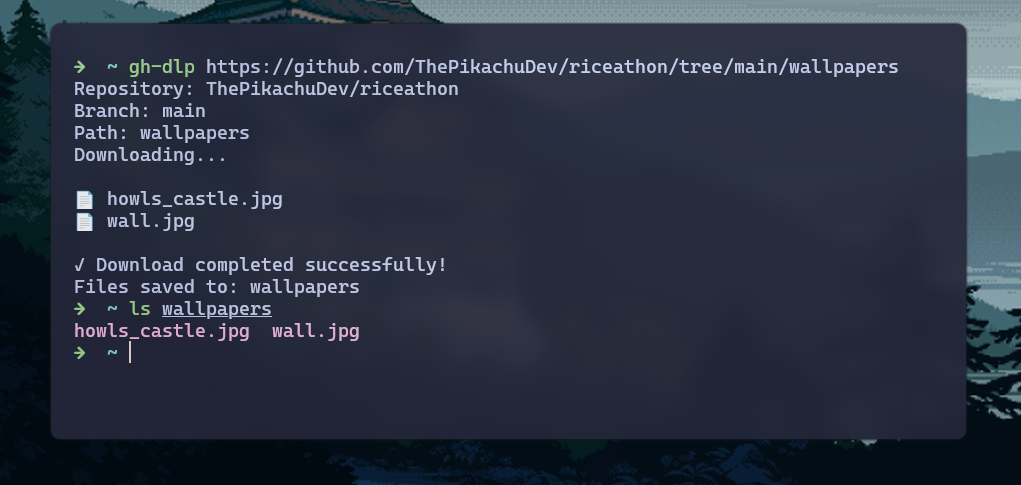 ➜ ~ gh-dlp https://github.com/ThePikachuDev/riceathon/tree/main/wallpapers
Repository: ThePikachuDev/riceathon
Branch: main
Path: wallpapers
Downloading...
📄 howls_castle.jpg
📄 wall.jpg
✓ Download completed successfully!
Files saved to: wallpapers
➜ ~ ls wallpapers
howls_castle.jpg  wall.jpg
➜ ~